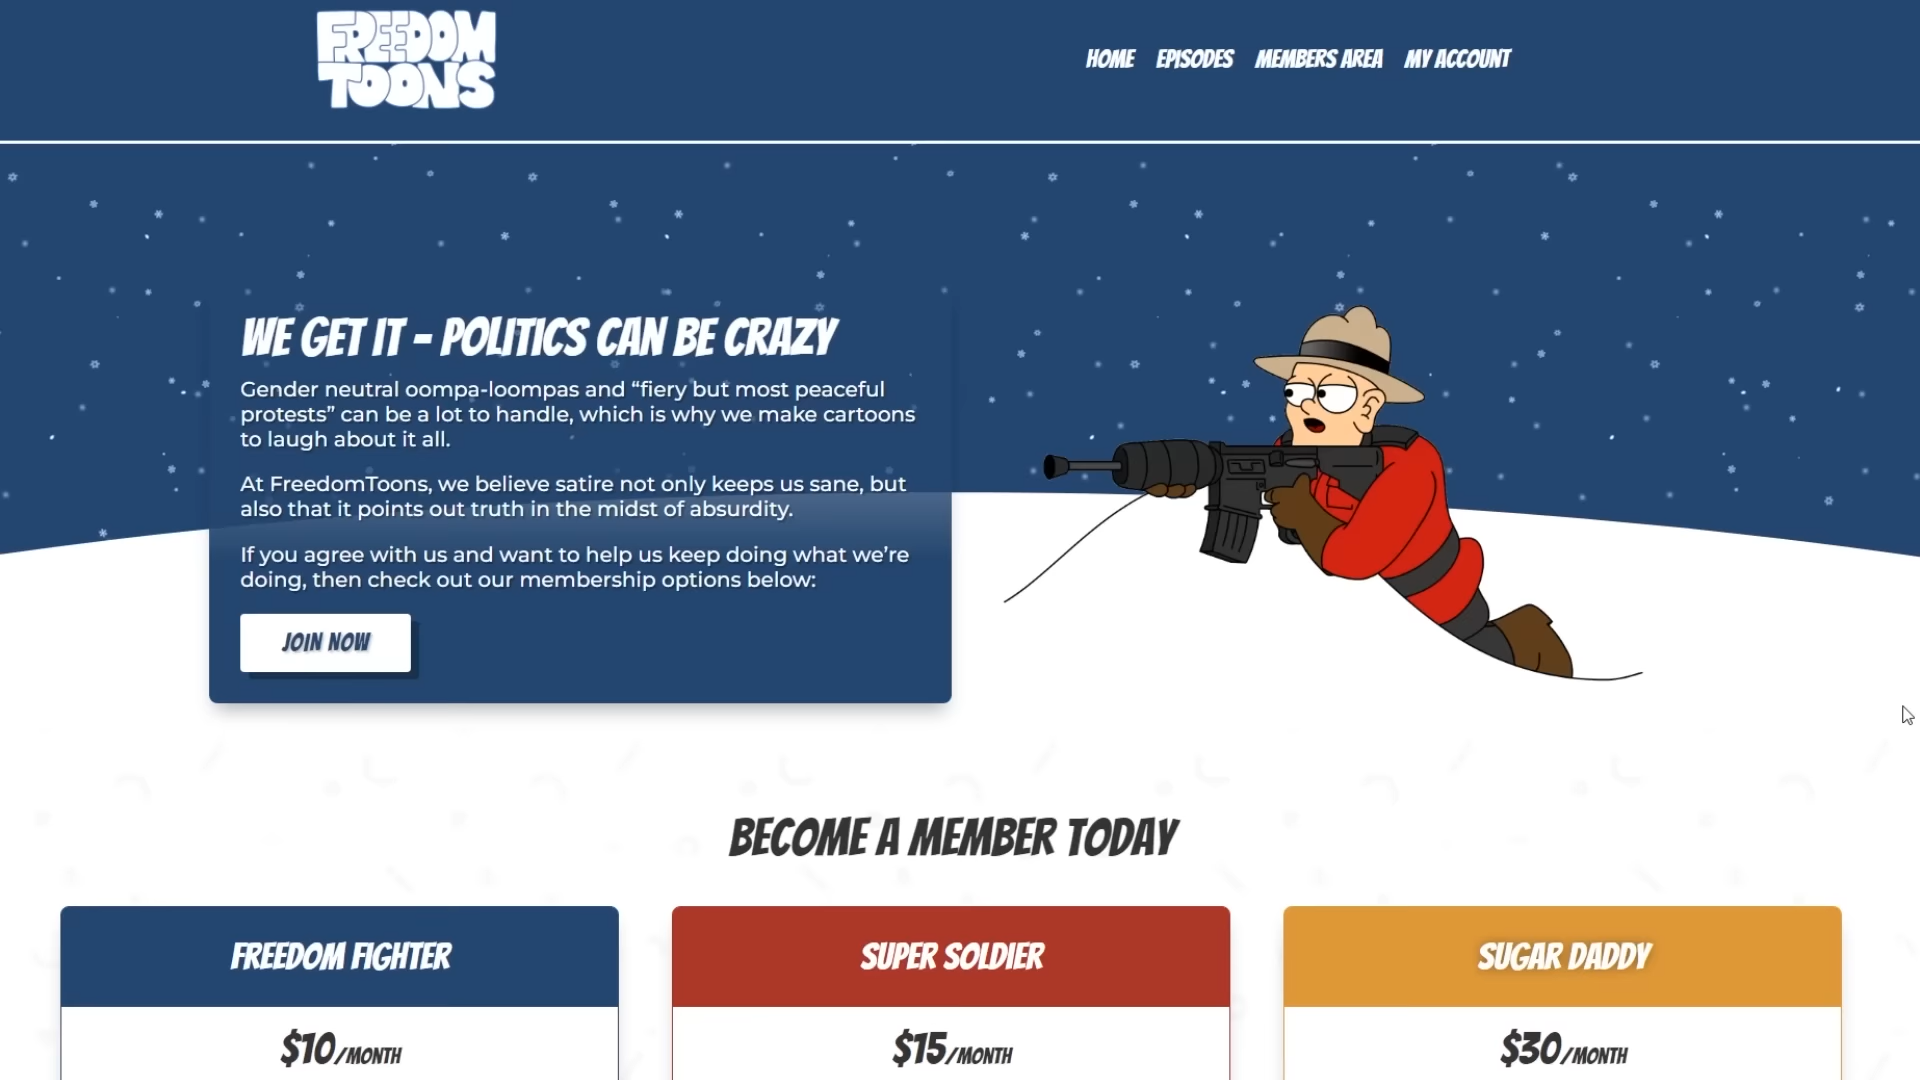 FREEDOM
TOONS
HOME EPISODES MEMBERS AREA MY ACCOUNT
WE GET IT - POLITICS CAN BE CRAZY
Gender neutral oompa-loompas and “fiery but most peaceful
protests” can be a lot to handle, which is why we make cartoons
to laugh about it all.
At FreedomToons, we believe satire not only keeps us sane, but
also that it points out truth in the midst of absurdity.
If you agree with us and want to help us keep doing what we’re
doing, then check out our membership options below:
JOIN NOW
BECOME A MEMBER TODAY
FREEDOM FIGHTER
$10/MONTH
SUPER SOLDIER
$15/MONTH
SUGAR DADDY
$30/MONTH